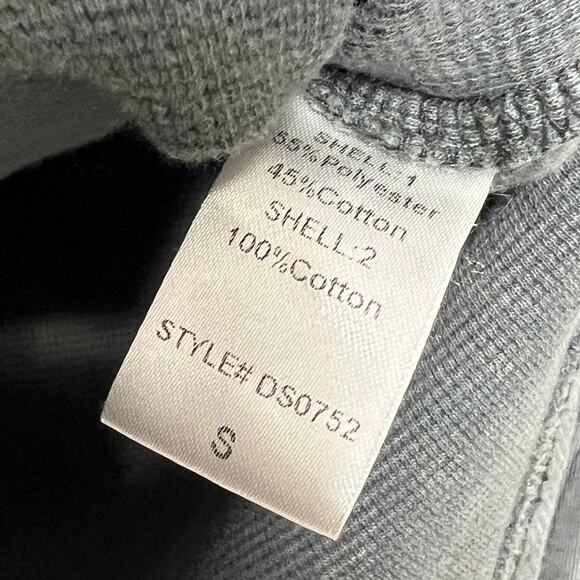 SHELL:1
55%Polyester
45%Cotton
SHELL:2
100%Cotton
STYLE# DS0752
S